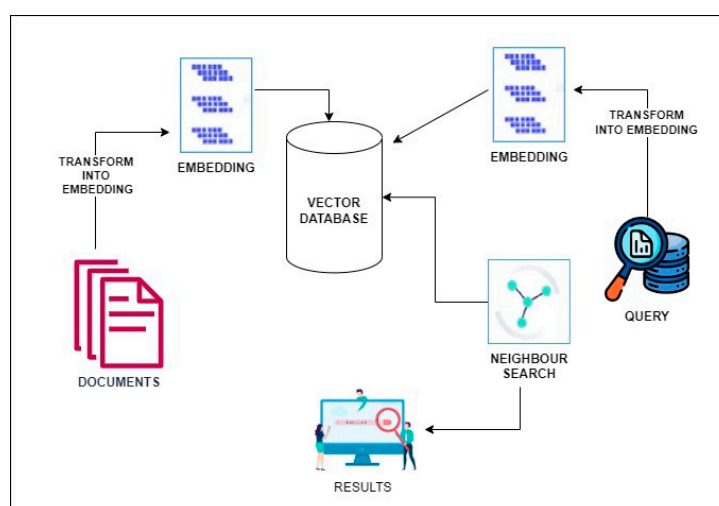 TRANSFORM
INTO
EMBEDDING
EMBEDDING
VECTOR
DATABASE
EMBEDDING
TRANSFORM
INTO EMBEDDING
DOCUMENTS
QUERY
NEIGHBOUR
SEARCH
RESULTS